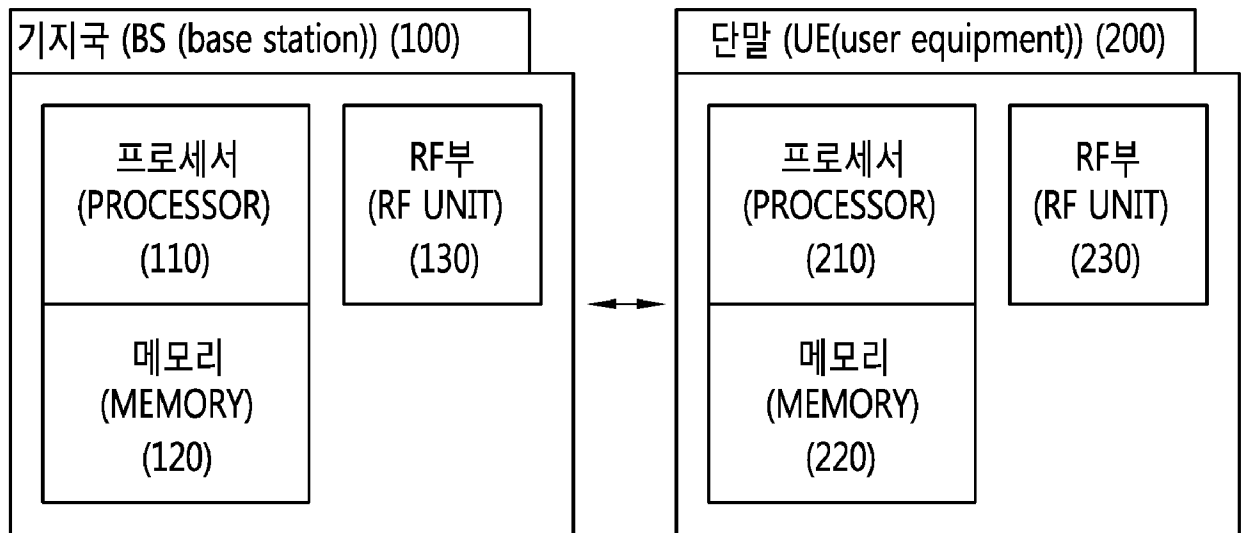 기지국 (BS (base station)) (100)
프로세서
(PROCESSOR)
(110)
RF부
(RF UNIT)
(130)
메모리
(MEMORY)
(120)
단말 (UE(user equipment)) (200)
프로세서
(PROCESSOR)
(210)
RF부
(RF UNIT)
(230)
메모리
(MEMORY)
(220)